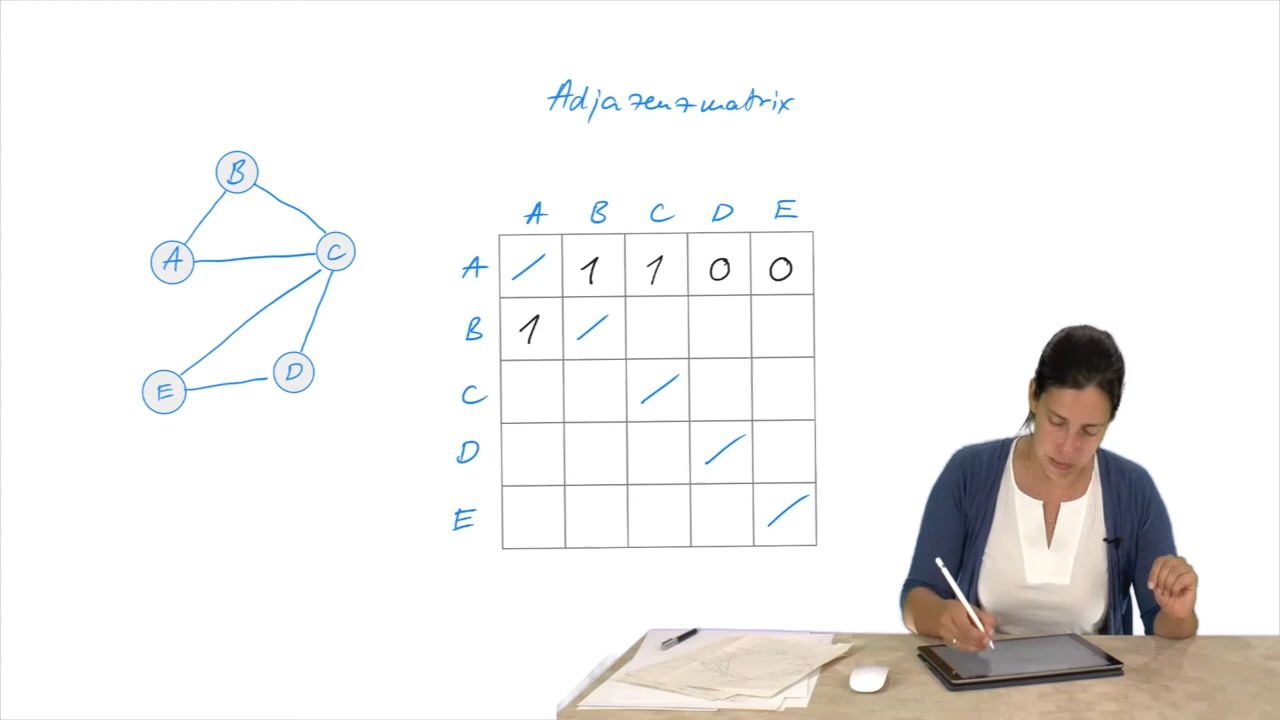 Adjazenzmatrix
B
A
C
E
D
A B C D E
A / 1 1 0 0
B 1 /
C /
D /
E /